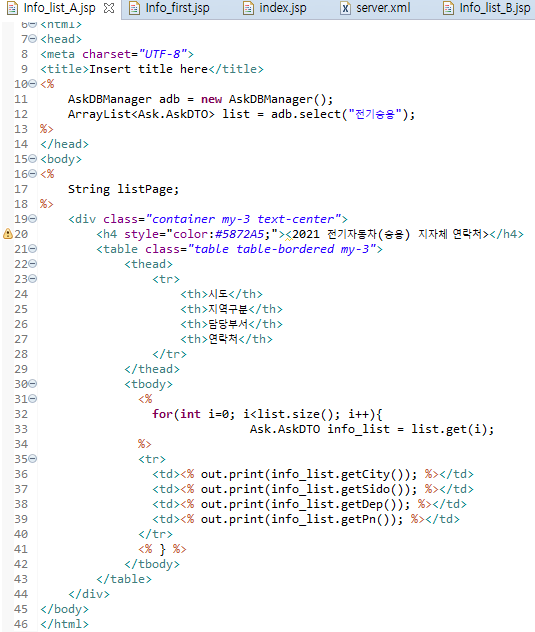 Info_list_A.jsp Info_first.jsp index.jsp server.xml Info_list_B.jsp
6 <html>
7 <head>
8 <meta charset="UTF-8">
9 <title>Insert title here</title>
10 <%
11 AskDBManager adb = new AskDBManager();
12 ArrayList<Ask.AskDTO> list = adb.select("전기승용");
13 %>
14 </head>
15 <body>
16 <%
17 String listPage;
18 %>
19 <div class="container my-3 text-center">
20 <h4 style="color:#5872A5;"><2021 전기자동차(승용) 지자체 연락처></h4>
21 <table class="table table-bordered my-3">
22 <thead>
23 <tr>
24 <th>시도</th>
25 <th>지역구분</th>
26 <th>담당부서</th>
27 <th>연락처</th>
28 </tr>
29 </thead>
30 <tbody>
31 <%
32 for(int i=0; i<list.size(); i++){
33 Ask.AskDTO info_list = list.get(i);
34 %>
35 <tr>
36 <td><% out.print(info_list.getCity()); %></td>
37 <td><% out.print(info_list.getSido()); %></td>
38 <td><% out.print(info_list.getDep()); %></td>
39 <td><% out.print(info_list.getPn()); %></td>
40 </tr>
41 <% } %>
42 </tbody>
43 </table>
44 </div>
45 </body>
46 </html>